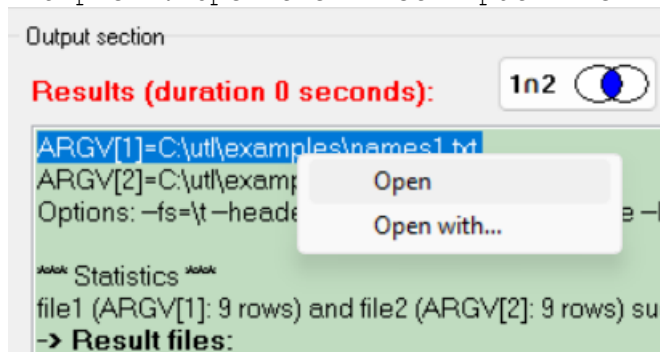 Output section
Results (duration 0 seconds):
1n2
ARGV[1]=C:\utl\examples\names1.txt
ARGV[2]=C:\utl\examp
Open
Options: –fs=\t –heade
Open with...
e –
*** Statistics ***
file1 (ARGV[1]: 9 rows) and file2 (ARGV[2]: 9 rows) su
-> Result files: